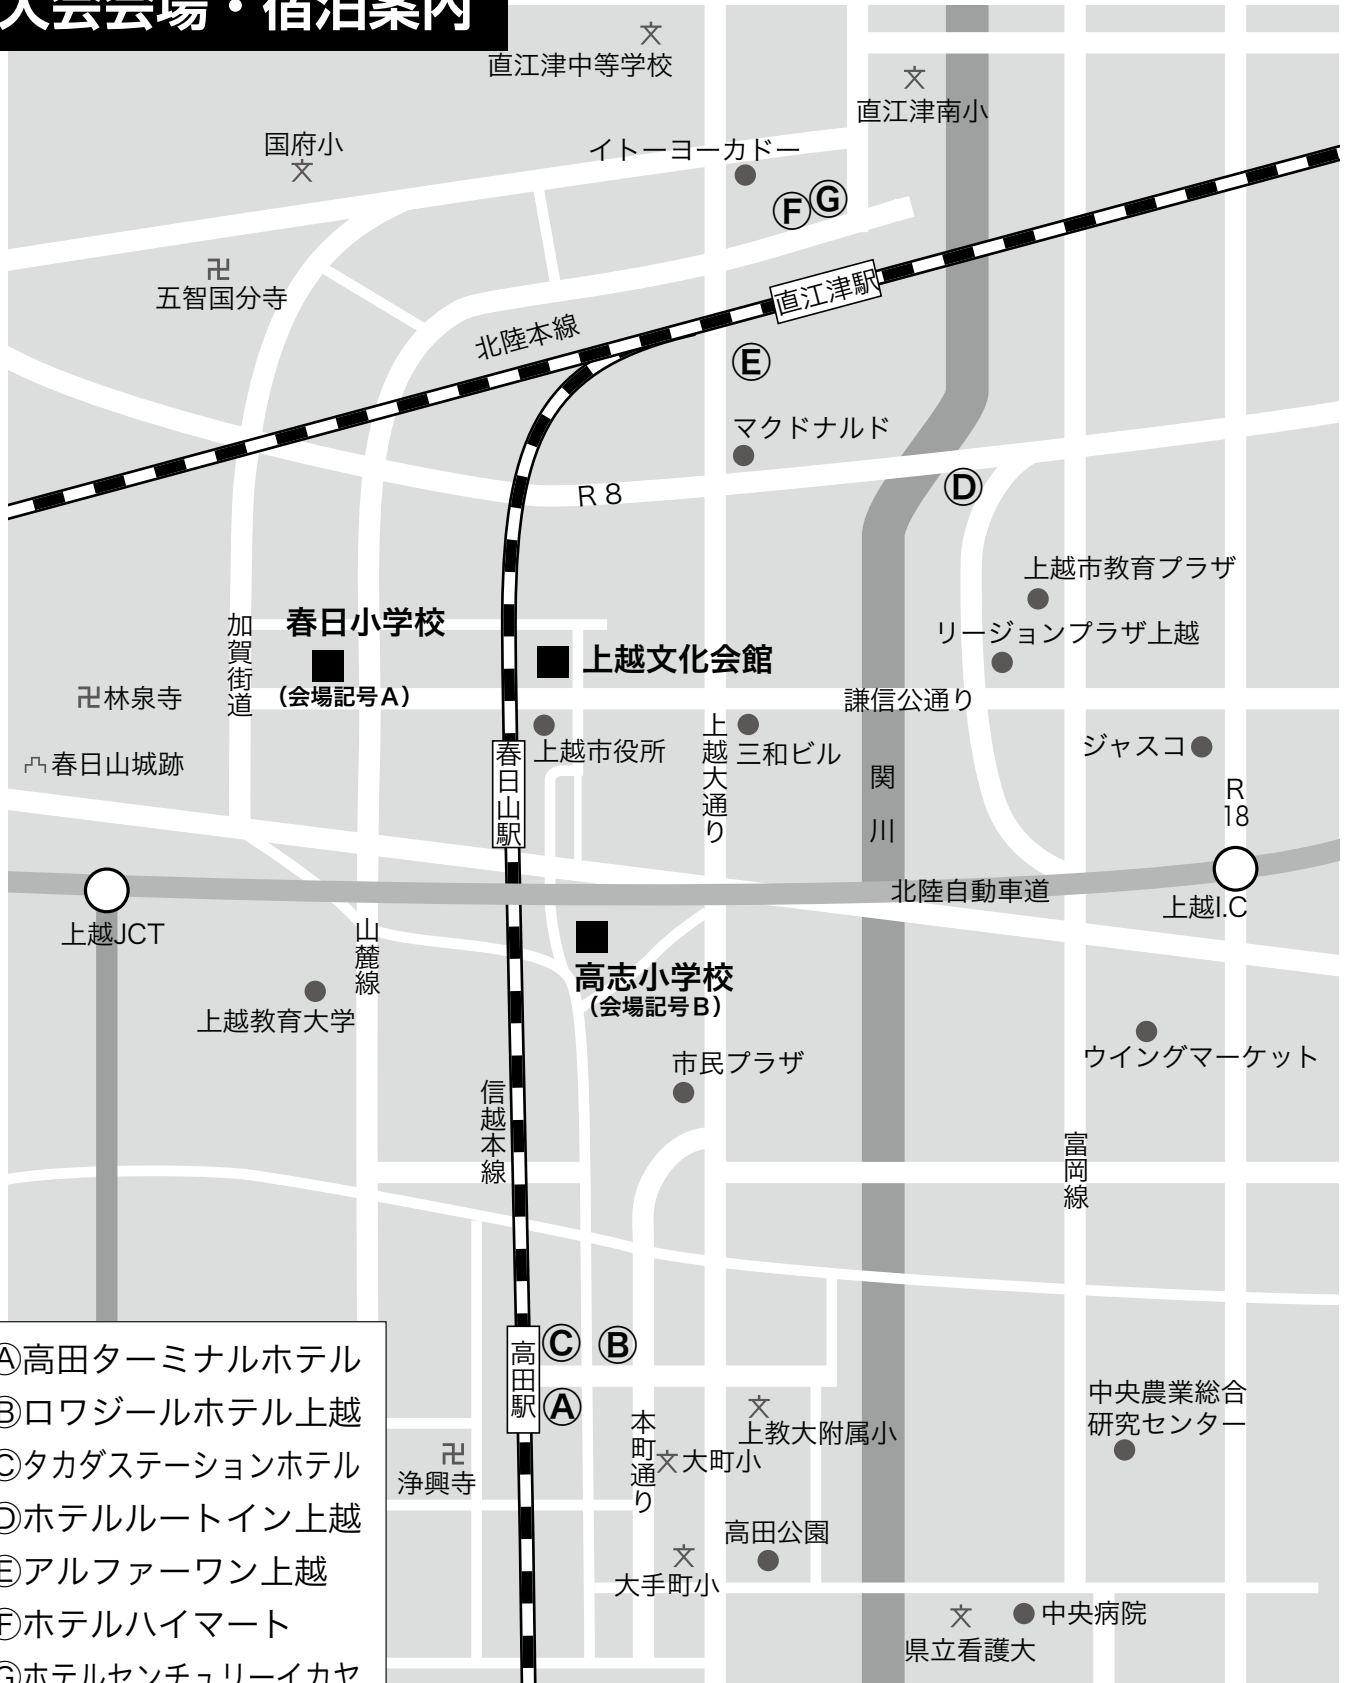 大会会場・宿泊案内
直江津中等学校
直江津南小
国府小
イトーヨーカドー
Ⓕ
Ⓖ
五智国分寺
直江津駅
北陸本線
Ⓔ
マクドナルド
R 8
Ⓓ
上越市教育プラザ
加賀街道
春日小学校
(会場記号A)
上越文化会館
リージョンプラザ上越
林泉寺
謙信公通り
春日山城跡
春日山駅
上越市役所
上越大通り
三和ビル
関川
ジャスコ
R
18
北陸自動車道
上越I.C
上越JCT
山麓線
高志小学校
(会場記号B)
上越教育大学
市民プラザ
ウイングマーケット
信越本線
富岡線
高田駅
Ⓒ
Ⓑ
Ⓐ
本町通り
上教大附属小
大町小
中央農業総合
研究センター
浄興寺
高田公園
大手町小
中央病院
県立看護大
Ⓐ高田ターミナルホテル
Ⓑロワジールホテル上越
Ⓒタカダステーションホテル
Ⓓホテルルートイン上越
Ⓔアルファーワン上越
Ⓕホテルハイマート
Ⓖホテルセンチュリーイカヤ